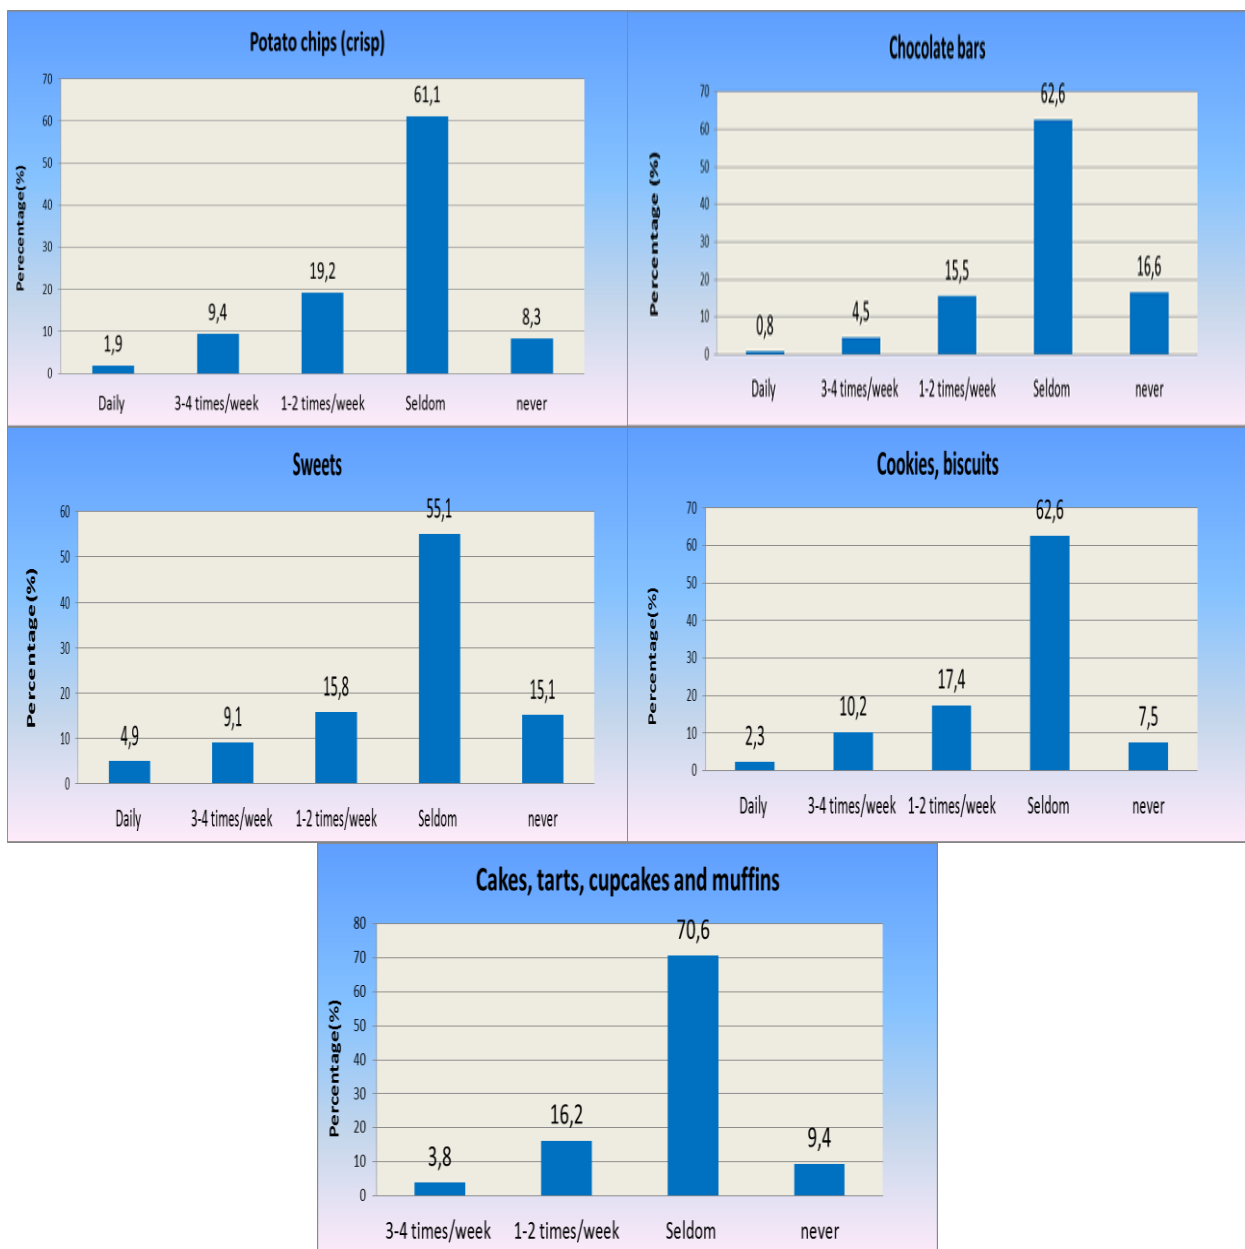 Potato chips (crisp)
Perecentage(%)
70
60
50
40
30
20
10
0
1,9
9,4
19,2
61,1
8,3
Daily
3-4 times/week
1-2 times/week
Seldom
never
Chocolate bars
Percentage (%)
70
60
50
40
30
20
10
0
0,8
4,5
15,5
62,6
16,6
Daily
3-4 times/week
1-2 times/week
Seldom
never
Sweets
Percentage(%)
60
50
40
30
20
10
0
4,9
9,1
15,8
55,1
15,1
Daily
3-4 times/week
1-2 times/week
Seldom
never
Cookies, biscuits
Percentage(%)
70
60
50
40
30
20
10
0
2,3
10,2
17,4
62,6
7,5
Daily
3-4 times/week
1-2 times/week
Seldom
never
Cakes, tarts, cupcakes and muffins
Percentage(%)
80
70
60
50
40
30
20
10
0
3,8
16,2
70,6
9,4
3-4 times/week
1-2 times/week
Seldom
never